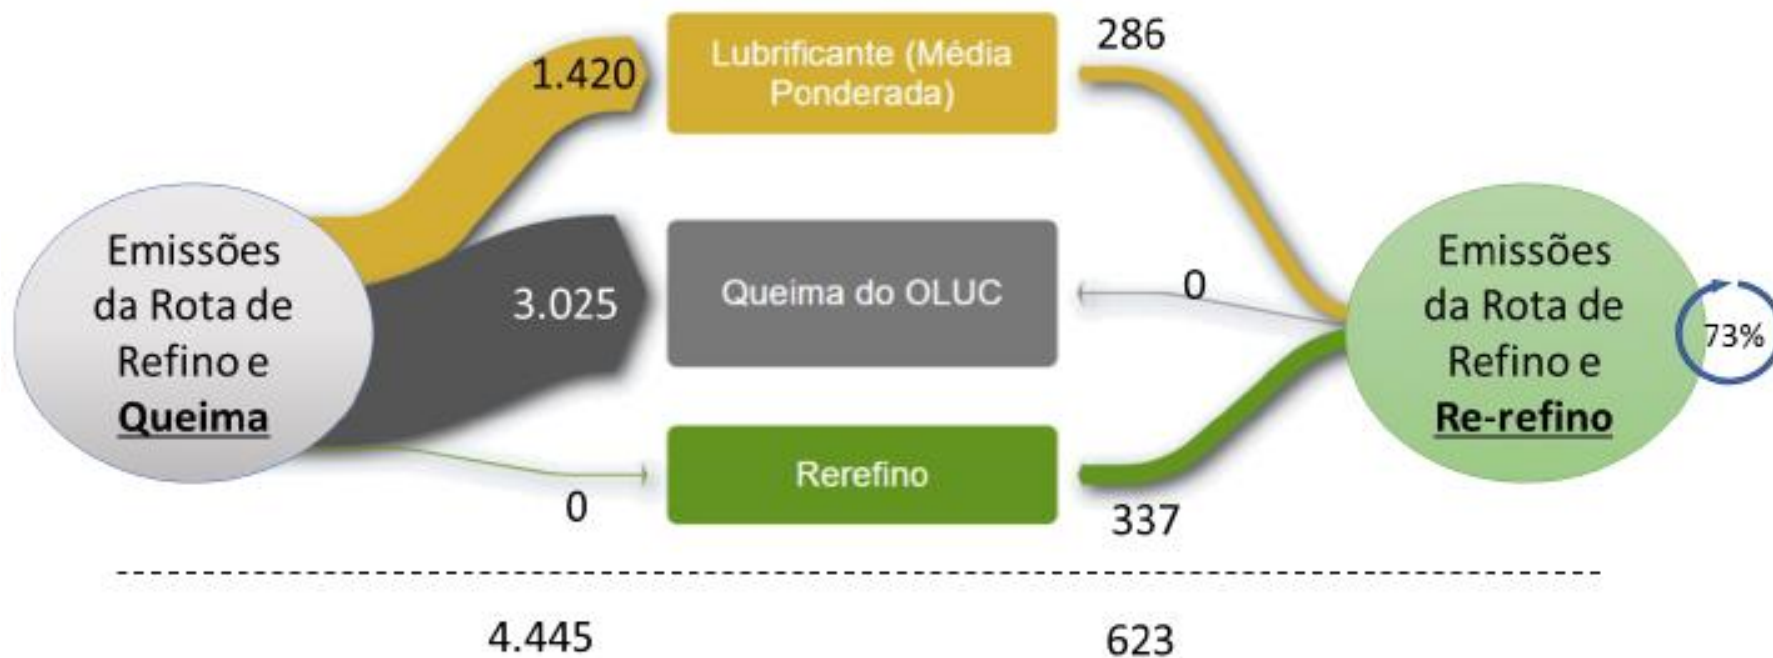 Emissões
da Rota de
Refino e
Queima
1.420
3.025
0
Lubrificante (Média
Ponderada)
Queima do OLUC
Rerefino
286
0
337
Emissões
da Rota de
Refino e
Re-refino
73%
4.445
623